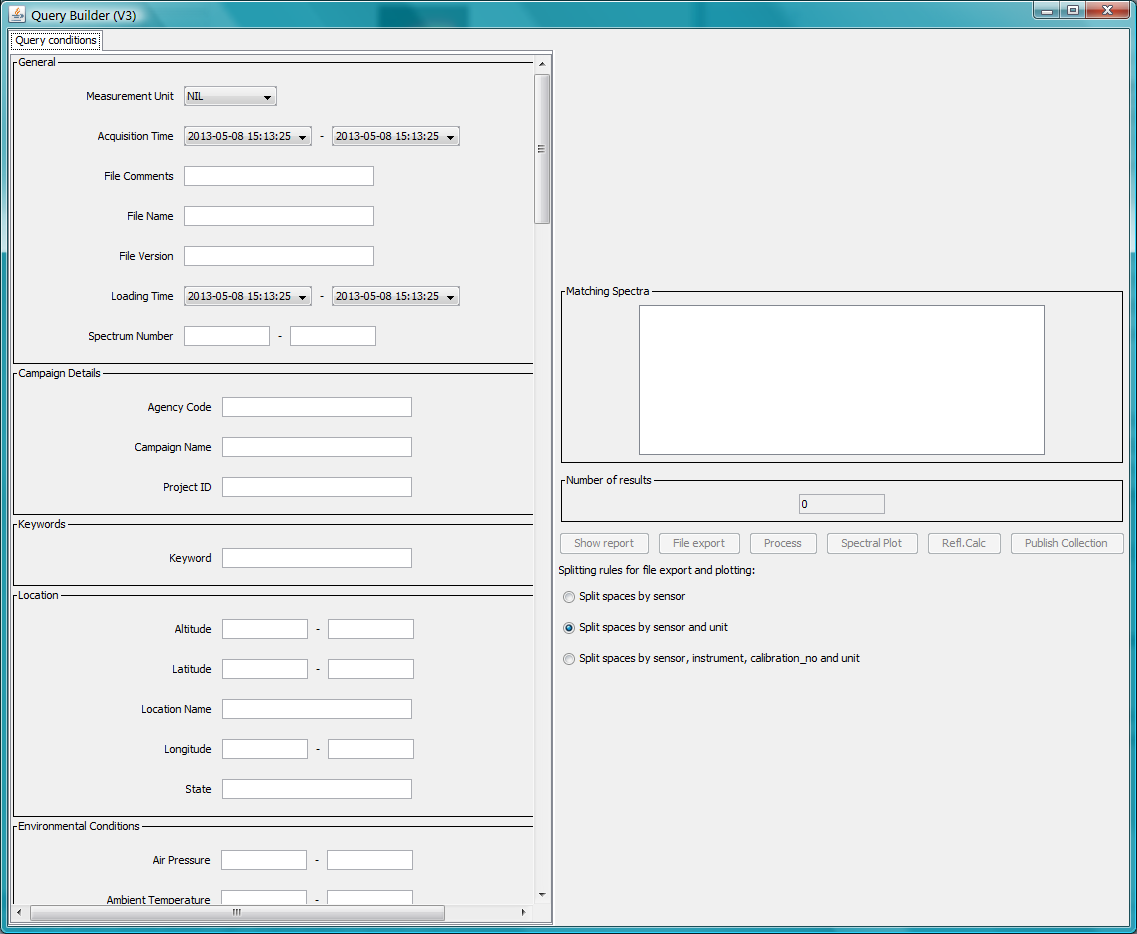 Query Builder (V3)
Query conditions
General
Measurement Unit NIL
Acquisition Time 2013-05-08 15:13:25 - 2013-05-08 15:13:25
File Comments
File Name
File Version
Loading Time 2013-05-08 15:13:25 - 2013-05-08 15:13:25
Spectrum Number -
Campaign Details
Agency Code
Campaign Name
Project ID
Keywords
Keyword
Location
Altitude -
Latitude -
Location Name
Longitude -
State
Environmental Conditions
Air Pressure -
Ambient Temperature -
Matching Spectra
Number of results
0
Show report File export Process Spectral Plot Refl.Calc Publish Collection
Splitting rules for file export and plotting:
Split spaces by sensor
Split spaces by sensor and unit
Split spaces by sensor, instrument, calibration_no and unit